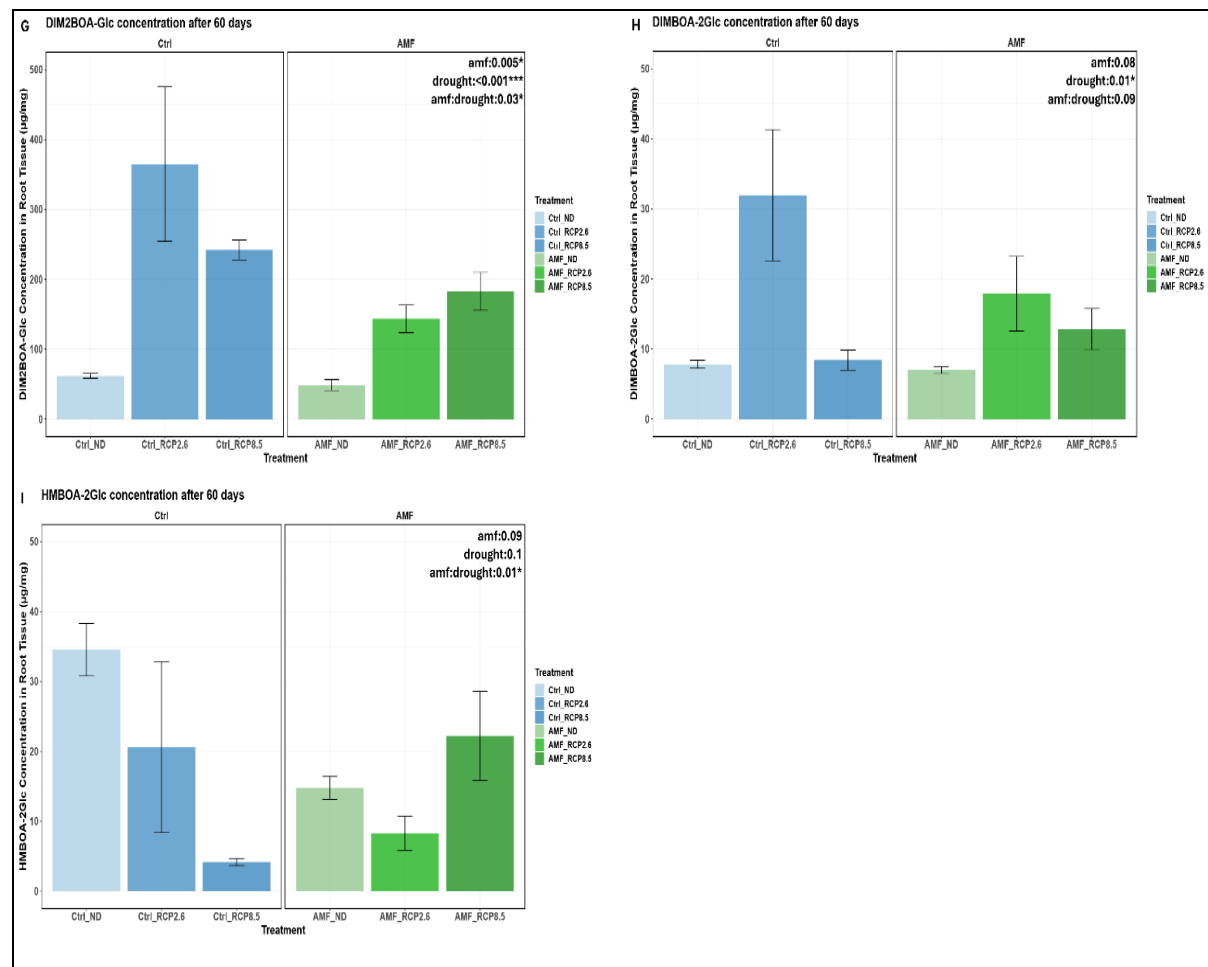 G DIM2BOA-Glc concentration after 60 days
Ctrl
AMF
amf:0.005*
drought:<0.001***
amf:drought:0.03*
DIM2BOA-Glc Concentration in Root Tissue (µg/mg)
500
400
300
200
100
0
Ctrl_ND
Ctrl_RCP2.6
Ctrl_RCP8.5
AMF_ND
AMF_RCP2.6
AMF_RCP8.5
Treatment
Treatment
Ctrl_ND
Ctrl_RCP2.6
Ctrl_RCP8.5
AMF_ND
AMF_RCP2.6
AMF_RCP8.5
H DIMBOA-2Glc concentration after 60 days
Ctrl
AMF
amf:0.08
drought:0.01*
amf:drought:0.09
DIMBOA-2Glc Concentration in Root Tissue (µg/mg)
50
40
30
20
10
0
Ctrl_ND
Ctrl_RCP2.6
Ctrl_RCP8.5
AMF_ND
AMF_RCP2.6
AMF_RCP8.5
Treatment
Treatment
Ctrl_ND
Ctrl_RCP2.6
Ctrl_RCP8.5
AMF_ND
AMF_RCP2.6
AMF_RCP8.5
I HMBOA-2Glc concentration after 60 days
Ctrl
AMF
amf:0.09
drought:0.1
amf:drought:0.01*
HMBOA-2Glc Concentration in Root Tissue (µg/mg)
50
40
30
20
10
0
Ctrl_ND
Ctrl_RCP2.6
Ctrl_RCP8.5
AMF_ND
AMF_RCP2.6
AMF_RCP8.5
Treatment
Treatment
Ctrl_ND
Ctrl_RCP2.6
Ctrl_RCP8.5
AMF_ND
AMF_RCP2.6
AMF_RCP8.5